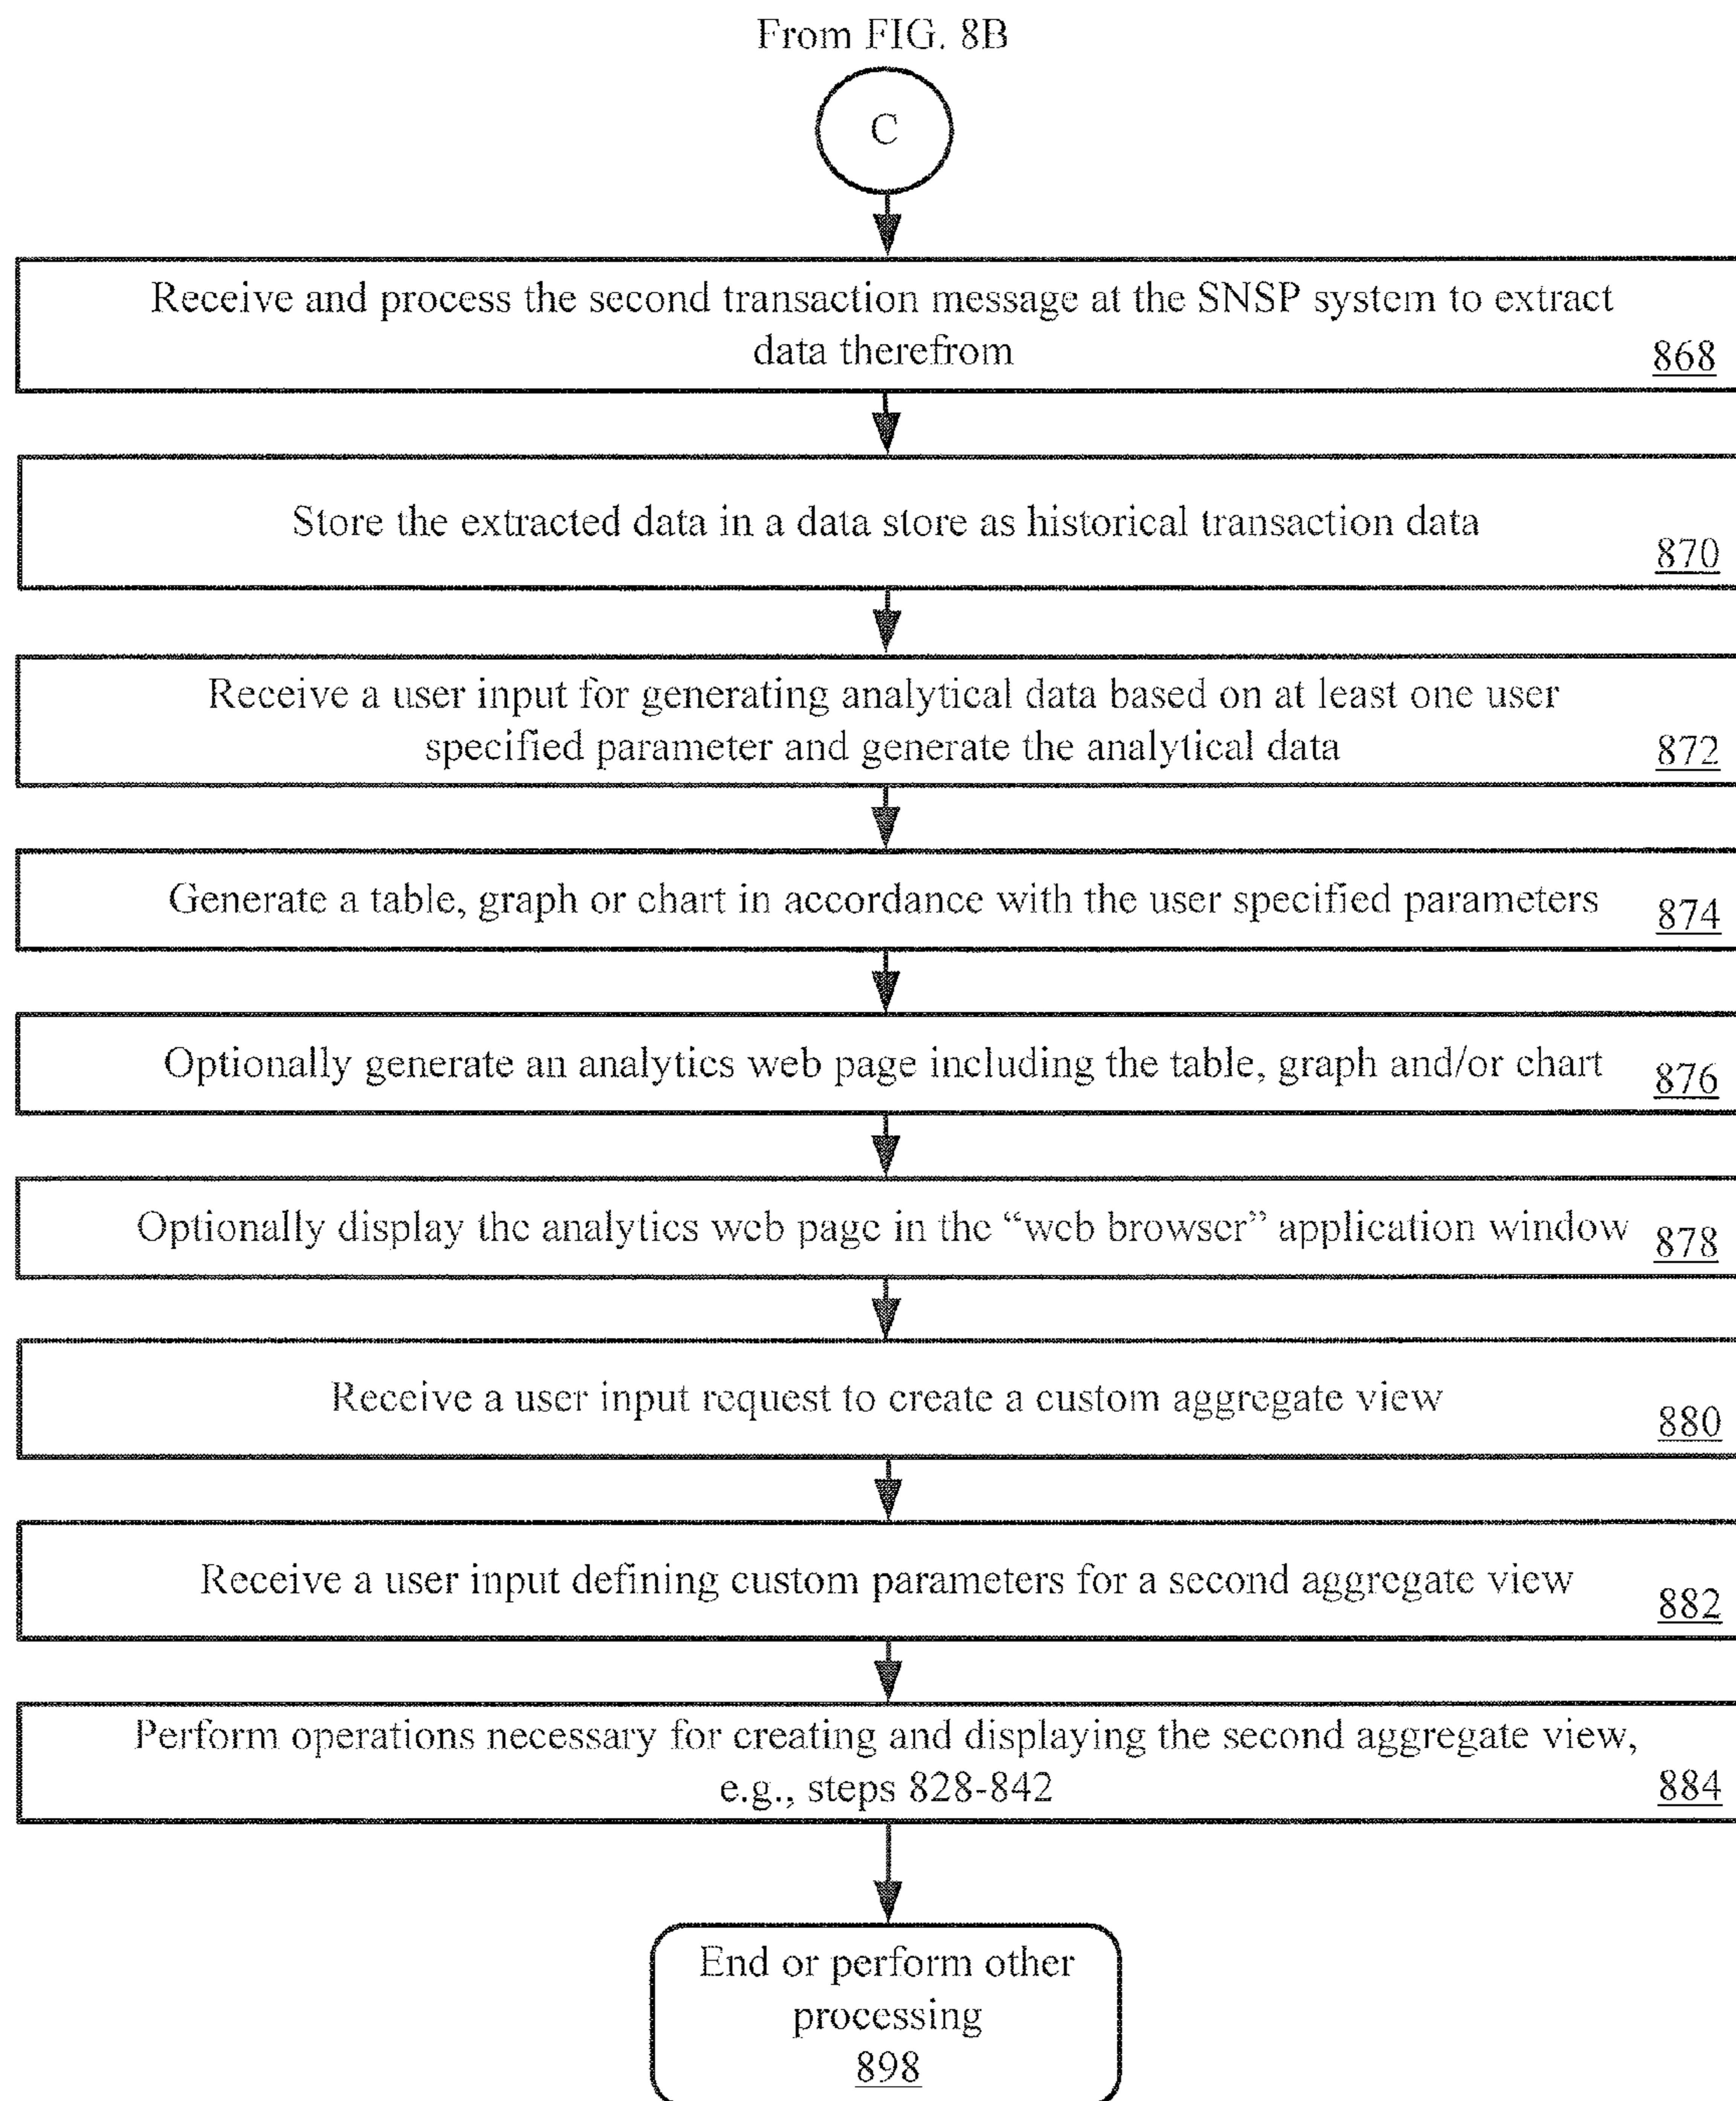 From FIG. 8B
C
Receive and process the second transaction message at the SNSP system to extract
data therefrom
868
Store the extracted data in a data store as historical transaction data
870
Receive a user input for generating analytical data based on at least one user
specified parameter and generate the analytical data
872
Generate a table, graph or chart in accordance with the user specified parameters
874
Optionally generate an analytics web page including the table, graph and/or chart
876
Optionally display the analytics web page in the “web browser” application window
878
Receive a user input request to create a custom aggregate view
880
Receive a user input defining custom parameters for a second aggregate view
882
Perform operations necessary for creating and displaying the second aggregate view,
e.g., steps 828-842
884
End or perform other
processing
898